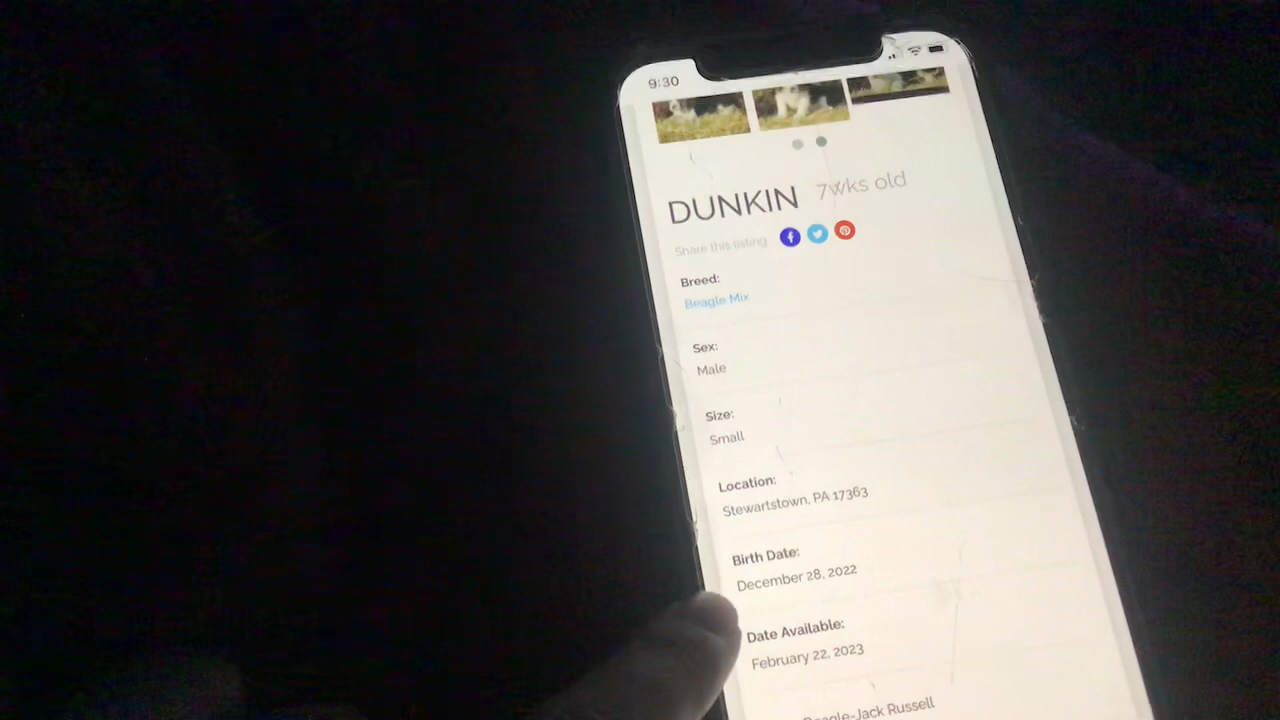 9:30
DUNKIN 7wks old
Share this listing
Breed:
Beagle Mix
Sex:
Male
Size:
Small
Location:
Stewartstown, PA 17363
Birth Date:
December 28, 2022
Date Available:
February 22, 2023
Beagle-Jack Russell